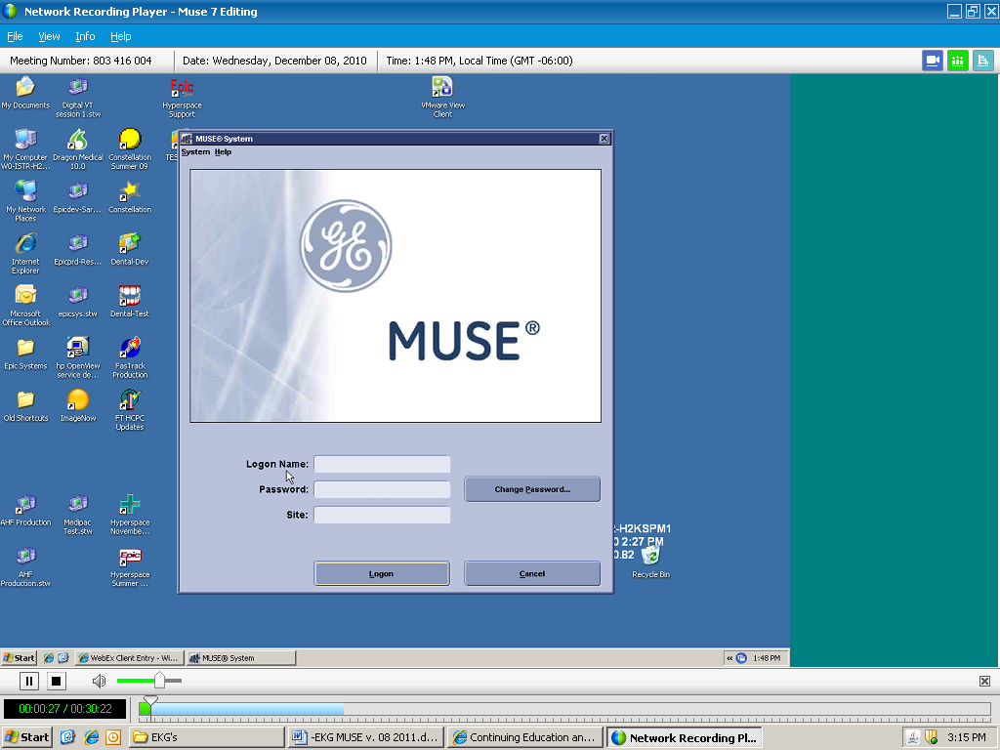 Network Recording Player - Muse 7 Editing
File View Info Help
Meeting Number: 803 416 004
Date: Wednesday, December 08, 2010
Time: 1:48 PM, Local Time (GMT -06:00)
My Documents
Digital VT
session 1.stw
Epic
Hyperspace
Support
VMware View
Client
My Computer
W0-ISTR-H2...
Dragon Medical
10.0
Constellation
Summer 09
TES
My Network
Places
Epicdev-Sar...
Constellation
Internet
Explorer
Epicprd-Res...
Dental-Dev
Microsoft
Office Outlook
epicsys.stw
Dental-Test
Epic Systems
hp OpenView
service de...
FasTrack
Production
Old Shortcuts
ImageNow
FT HCPC
Updates
AHF Production
Medipac
Test.stw
Hyperspace
Novembe...
AHF
Production.stw
Epic
Hyperspace
Summer ...
MUSE® System
System Help
GE
MUSE®
Logon Name:
Password:
Change Password...
Site:
Logon
Cancel
-H2KSPM1
0 2:27 PM
0.82
Recycle Bin
Start
WebEx Client Entry - Wi...
MUSE® System
«
1:48 PM
00:00:27 / 00:30:22
Start
EKG's
-EKG MUSE v. 08 2011.d...
Continuing Education an...
Network Recording Pl...
3:15 PM